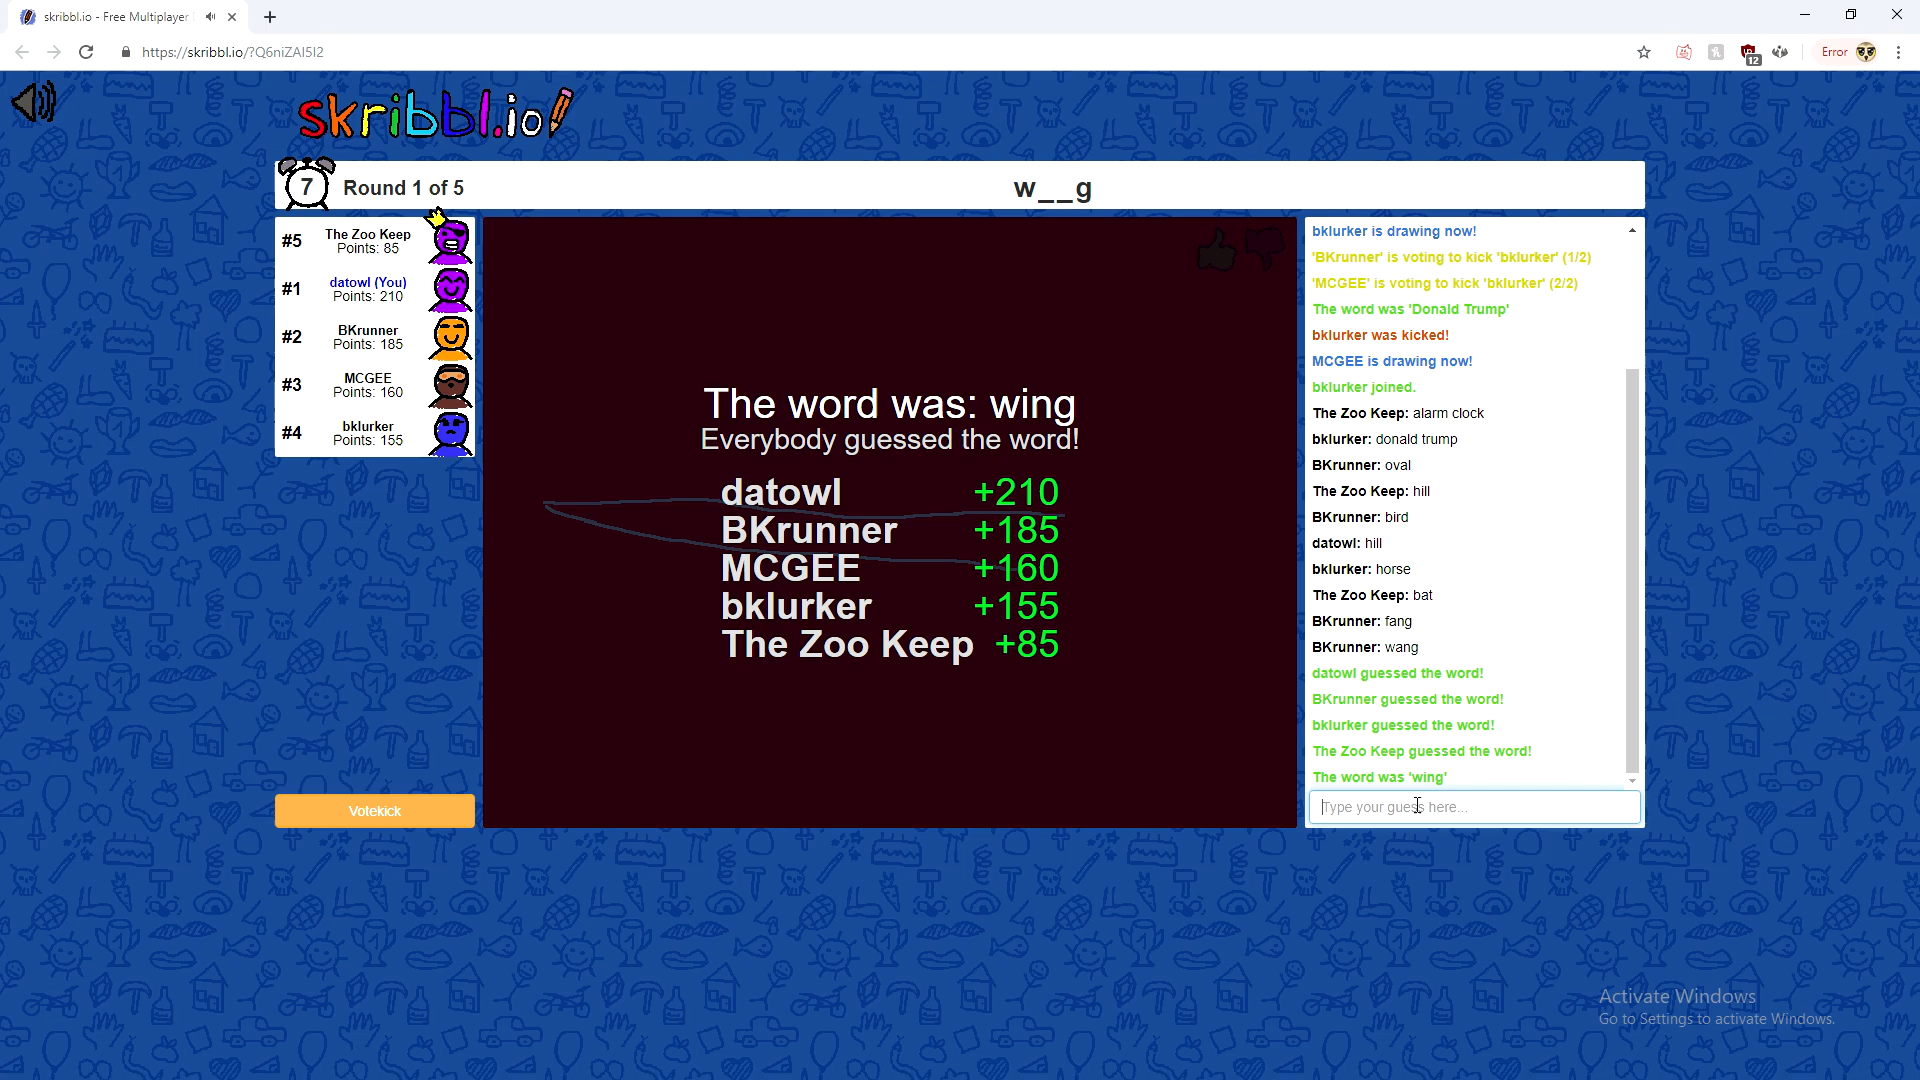 skribbl.io - Free Multiplayer
https://skribbl.io/?Q6niZAI5I2
12
Error
skribbl.io
7
Round 1 of 5
w__g
#5
The Zoo Keep
Points: 85
#1
datowl (You)
Points: 210
#2
BKrunner
Points: 185
#3
MCGEE
Points: 160
#4
bklurker
Points: 155
Votekick
The word was: wing
Everybody guessed the word!
datowl +210
BKrunner +185
MCGEE +160
bklurker +155
The Zoo Keep +85
bklurker is drawing now!
'BKrunner' is voting to kick 'bklurker' (1/2)
'MCGEE' is voting to kick 'bklurker' (2/2)
The word was 'Donald Trump'
bklurker was kicked!
MCGEE is drawing now!
bklurker joined.
The Zoo Keep: alarm clock
bklurker: donald trump
BKrunner: oval
The Zoo Keep: hill
BKrunner: bird
datowl: hill
bklurker: horse
The Zoo Keep: bat
BKrunner: fang
BKrunner: wang
datowl guessed the word!
BKrunner guessed the word!
bklurker guessed the word!
The Zoo Keep guessed the word!
The word was 'wing'
Type your guess here...
Activate Windows
Go to Settings to activate Windows.